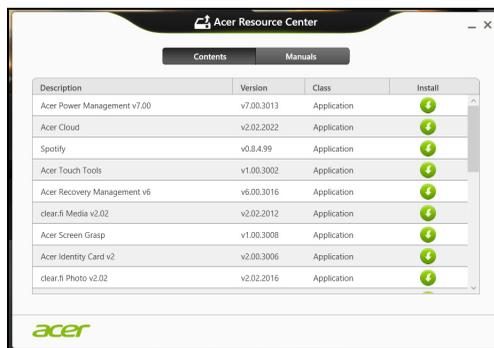 Acer Resource Center
Contents Manuals
Description Version Class Install
Acer Power Management v7.00 v7.00.3013 Application
Acer Cloud v2.02.2022 Application
Spotify v0.8.4.99 Application
Acer Touch Tools v1.00.3002 Application
Acer Recovery Management v6 v6.00.3016 Application
clear.fi Media v2.02 v2.02.2012 Application
Acer Screen Grasp v1.00.3008 Application
Acer Identity Card v2 v2.00.3006 Application
clear.fi Photo v2.02 v2.02.2016 Application
acer